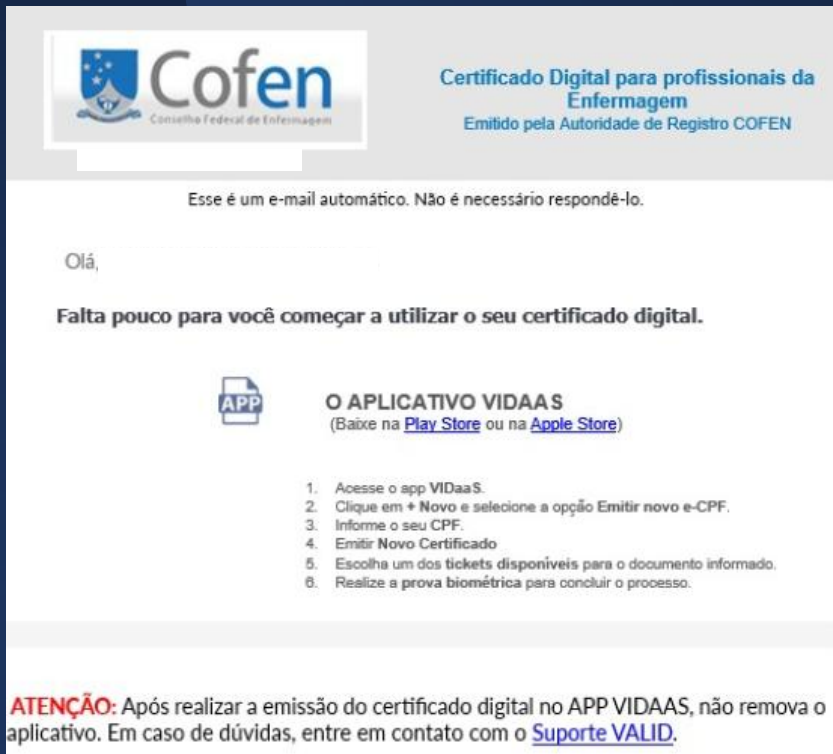 Cofen
Conselho Federal de Enfermagem
Certificado Digital para profissionais da
Enfermagem
Emitido pela Autoridade de Registro COFEN
Esse é um e-mail automático. Não é necessário respondê-lo.
Olá,
Falta pouco para você começar a utilizar o seu certificado digital.
APP
O APLICATIVO VIDAAS
(Baixe na Play Store ou na Apple Store)
1. Acesse o app VIDaaS.
2. Clique em + Novo e selecione a opção Emitir novo e-CPF.
3. Informe o seu CPF.
4. Emitir Novo Certificado
5. Escolha um dos tickets disponíveis para o documento informado.
6. Realize a prova biométrica para concluir o processo.
ATENÇÃO: Após realizar a emissão do certificado digital no APP VIDAAS, não remova o
aplicativo. Em caso de dúvidas, entre em contato com o Suporte VALID.